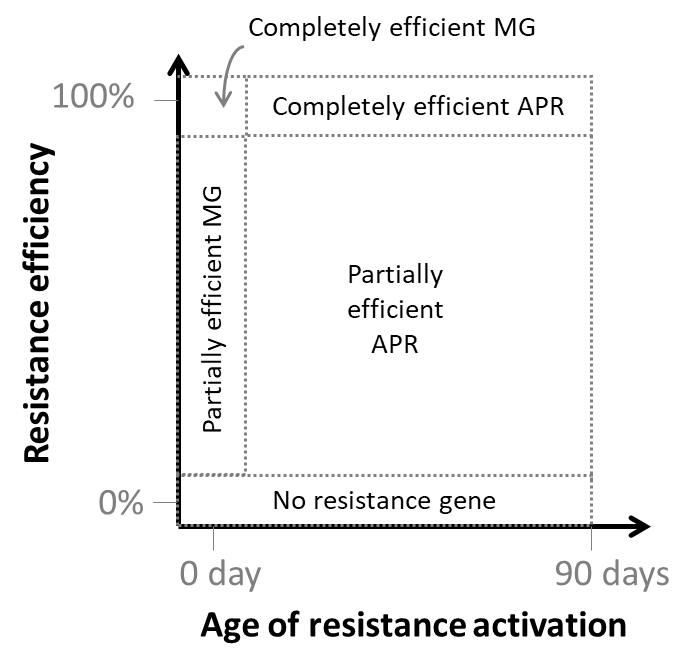 Completely efficient MG
100%
Completely efficient APR
Resistance efficiency
Partially efficient MG
Partially
efficient
APR
0%
No resistance gene
0 day
90 days
Age of resistance activation